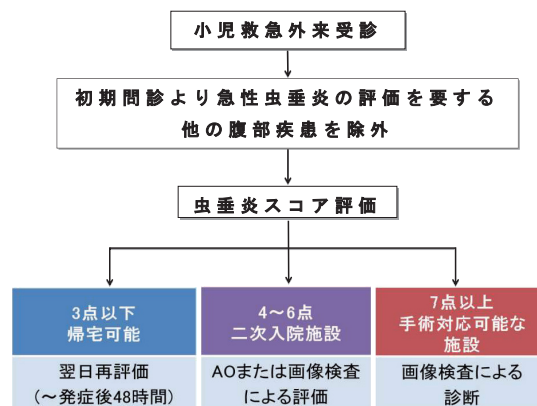 小児救急外来受診
初期問診より急性虫垂炎の評価を要する
他の腹部疾患を除外
虫垂炎スコア評価
3点以下
帰宅可能
翌日再評価
(～発症後48時間)
4～6点
二次入院施設
AOまたは画像検査
による評価
7点以上
手術対応可能な
施設
画像検査による
診断